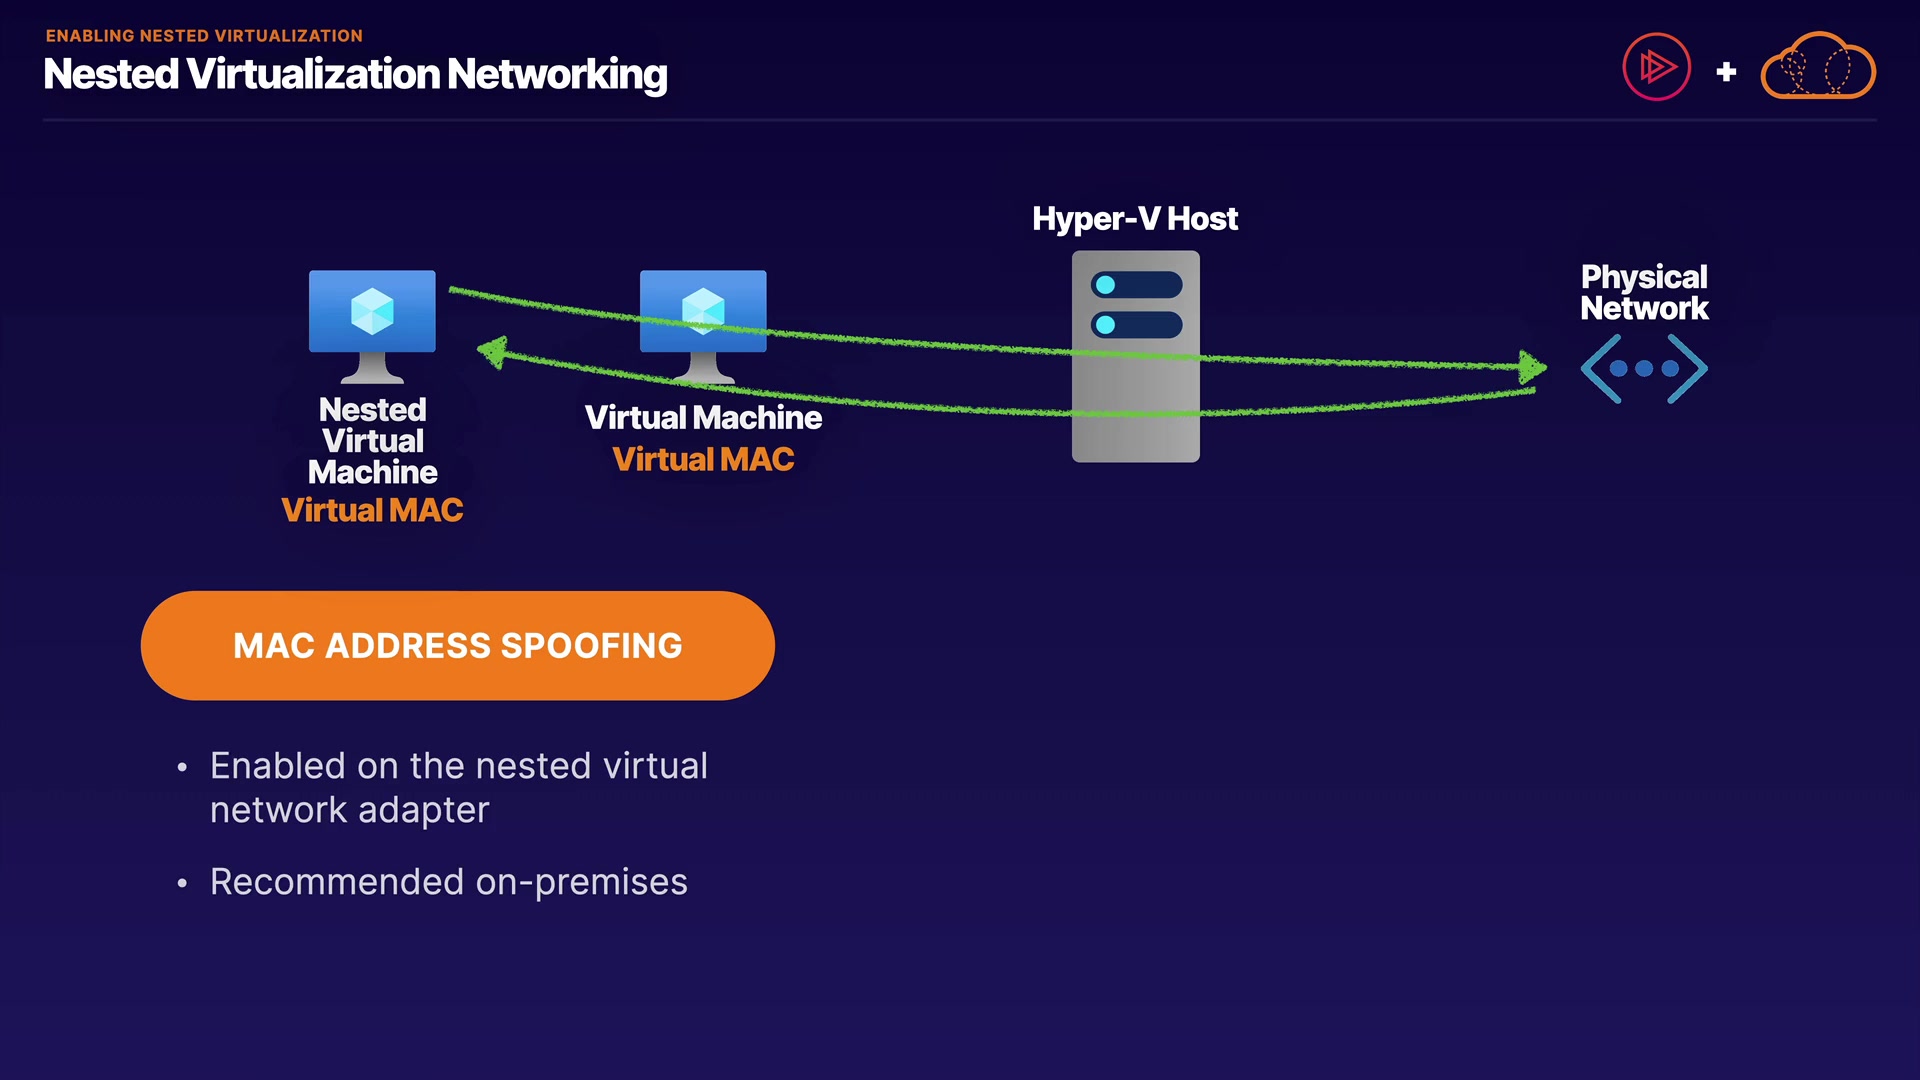 ENABLING NESTED VIRTUALIZATION
Nested Virtualization Networking
Hyper-V Host
Physical
Network
Nested
Virtual
Machine
Virtual MAC
Virtual Machine
Virtual MAC
MAC ADDRESS SPOOFING
• Enabled on the nested virtual
network adapter
• Recommended on-premises